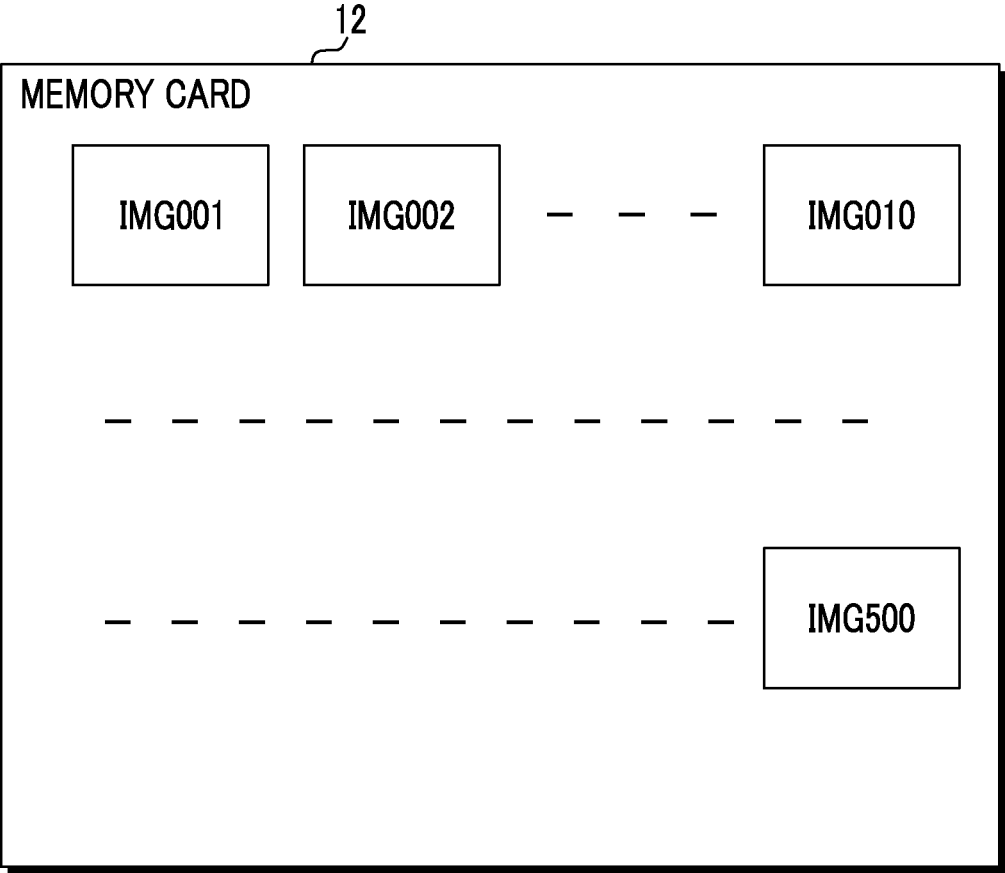 12
MEMORY CARD
IMG001 IMG002 — — — IMG010
— — — — — — — — — — — —
— — — — — — — — — — IMG500